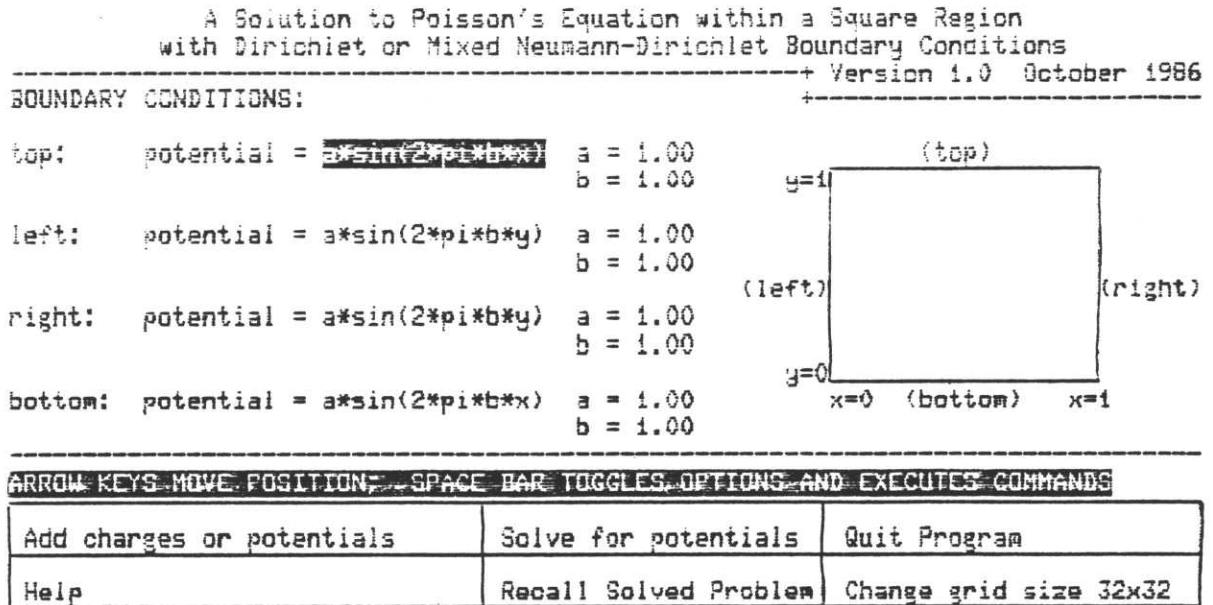 A Solution to Poisson's Equation within a Square Region
with Dirichlet or Mixed Neumann-Dirichlet Boundary Conditions
Version 1.0 October 1986
BOUNDARY CONDITIONS:
top: potential = a*sin(2*pi*b*x) a = 1.00
b = 1.00
(top)
y=1
left: potential = a*sin(2*pi*b*y) a = 1.00
b = 1.00
(left) (right)
right: potential = a*sin(2*pi*b*y) a = 1.00
b = 1.00
y=0
bottom: potential = a*sin(2*pi*b*x) a = 1.00
b = 1.00
x=0 (bottom) x=1
ARROW KEYS MOVE POSITION; SPACE BAR TOGGLES OPTIONS AND EXECUTES COMMANDS
Add charges or potentials Solve for potentials Quit Program
Help Recall Solved Problem Change grid size 32x32